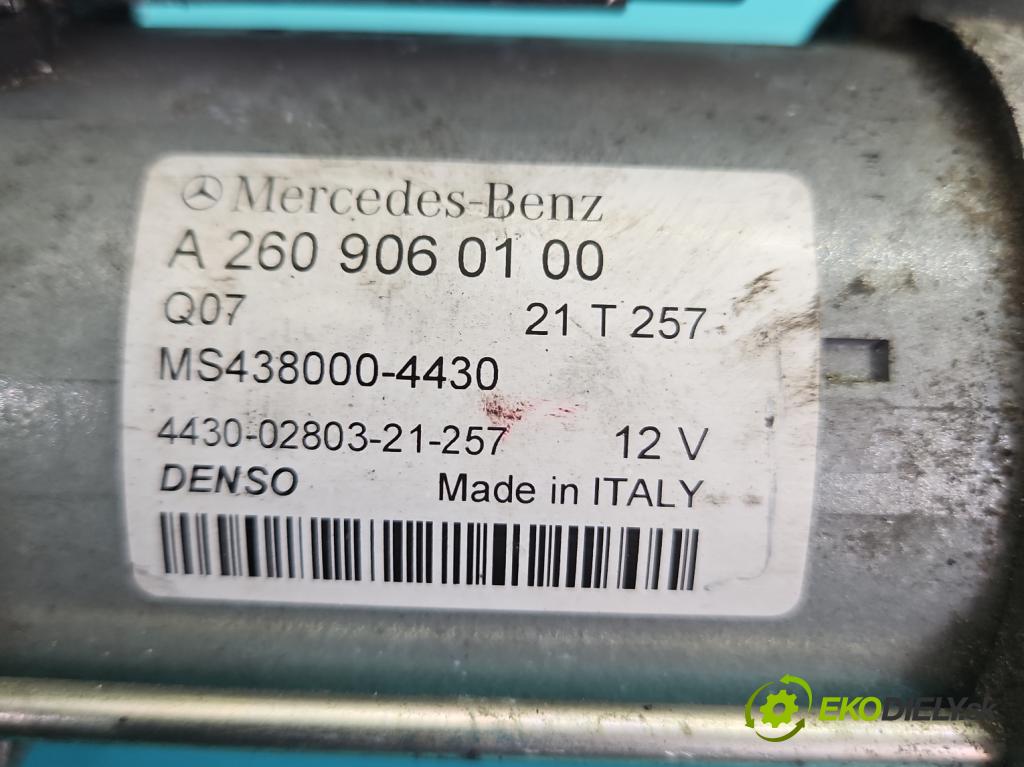 Mercedes-Benz
A 260 906 01 00
Q07 21 T 257
MS438000-4430
4430-02803-21-257 12 V
DENSO Made in ITALY
EKODIELY.sk